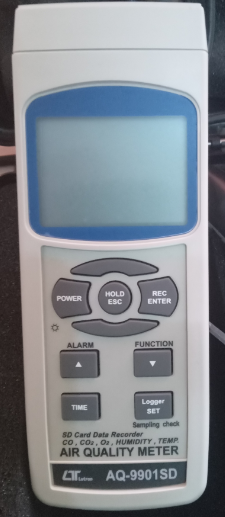 POWER
HOLD
ESC
REC
ENTER
ALARM
FUNCTION
TIME
Logger
SET
Sampling check
SD Card Data Recorder
CO , CO₂ , O₂ , HUMIDITY , TEMP.
AIR QUALITY METER
Lutron
AQ-9901SD